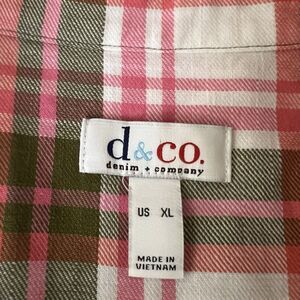 d&co.
denim + company
US XL
MADE IN
VIETNAM